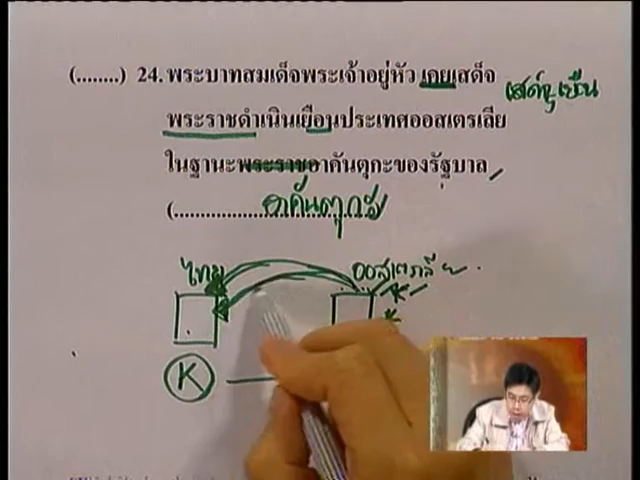 (........) 24. พระบาทสมเด็จพระเจ้าอยู่หัว เคยเสด็จ
พระราชดำเนินเยือนประเทศออสเตรเลีย
เสด็จฯ เยือน
ในฐานะพระราชอาคันตุกะของรัฐบาล
(........................................)
อาคันตุกะ
ไทย
ออสเตรเลีย
K